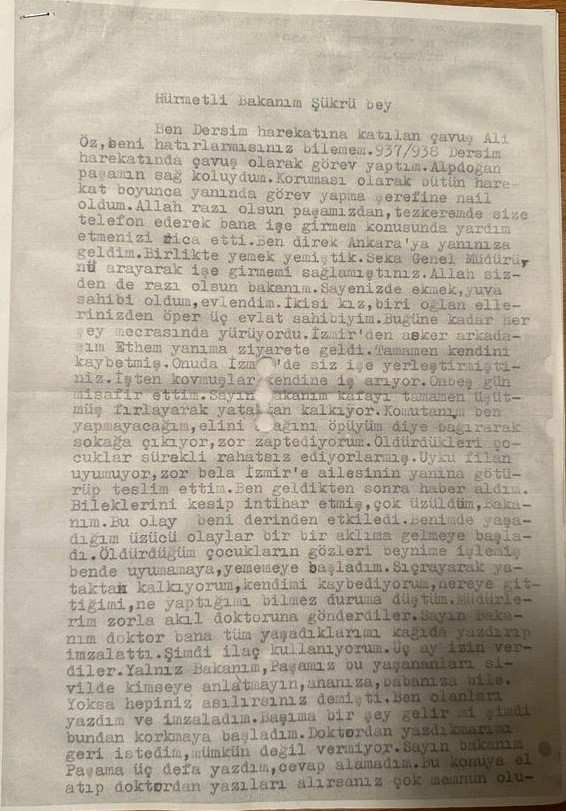 Hürmetli Bakanım Şükrü bey
Ben Dersim harekatına katılan çavuş Ali
Öz,beni hatırlarmısınız bilemem.937/938 Dersim
harekatında çavuş olarak görev yaptım.Alpdoğan
paşamın sağ koluydum.Koruması olarak bütün hare-
kat boyunca yanında görev yapma şerefine nail
oldum.Allah razı olsun paşamızdan,tezkeremde size
telefon ederek bana işe girmem konusunda yardım
etmenizi rica etti.Ben direk Ankara'ya yanınıza
geldim.Birlikte yemek yemiştik.Seka Genel Müdürü,
nü arayarak işe girmemi sağlamıştınız.Allah siz-
den de razı olsun bakanım.Sayenizde ekmek,yuva
sahibi oldum,evlendim.İkisi kız,biri oğlan elle-
rinizden öper üç evlat sahibiyim.Bugüne kadar her
şey mecrasında yürüyordu.İzmir'den asker arkada-
şım Ethem yanıma ziyarete geldi.Tamamen kendini
kaybetmiş.Onuda İzm 'de siz işe yerleştirmişti-
niz.İşten kovmuşlar kendine iş arıyor.Onbeş gün
misafir ettim.Sayın akanım kafayı tamamen üşüt-
müş fırlayarak yata tan kalkıyor.Komutanım ben
yapmayacağım,elini ağını öpüyüm diye bağırarak
sokağa çıkıyor,zor zaptediyorum.Öldürdükleri ço-
cuklar sürekli rahatsız ediyorlarmış.Uyku filan
uyumuyor,zor bela İzmir'e ailesinin yanına götü-
rüp teslim ettim.Ben geldikten sonra haber aldım.
Bileklerini kesip intihar etmiş,çok üzüldüm,Baka-
nım.Bu olay beni derinden etkiledi.Benimde yaşa-
dığım üzücü olaylar bir bir aklıma gelmeye başla-
dı.Öldürdüğüm çocukların gözleri beynime işlemiş
bende uyumamaya,yememeye başladım.Sıçrayarak ya-
taktan kalkıyorum,kendimi kaybediyorum,nereye git-
tiğimi,ne yaptığımı bilmez duruma düştüm.Müdürle-
rim zorla akıl doktoruna gönderdiler.Sayın Baka-
nım doktor bana tüm yaşadıklarımı kağıda yazdırıp
imzalattı.Şimdi ilaç kullanıyorum.Üç ay izin ver-
diler.Yalnız Bakanım,Paşamız bu yaşananları si-
vilde kimseye anlatmayın,ananıza,babanıza bile.
Yoksa hepiniz asılırsınız demişti.Ben olanları
yazdım ve imzaladım.Başıma bir şey gelir mi şimdi
bundan korkmaya başladım.Doktordan yazdıkmarımı
geri istedim,mümkün değil vermiyor.Sayın bakanım
Paşama üç defa yazdım,cevap alamadım.Bu konuya el
atıp doktordan yazıları alırsanız çok memnun olu-